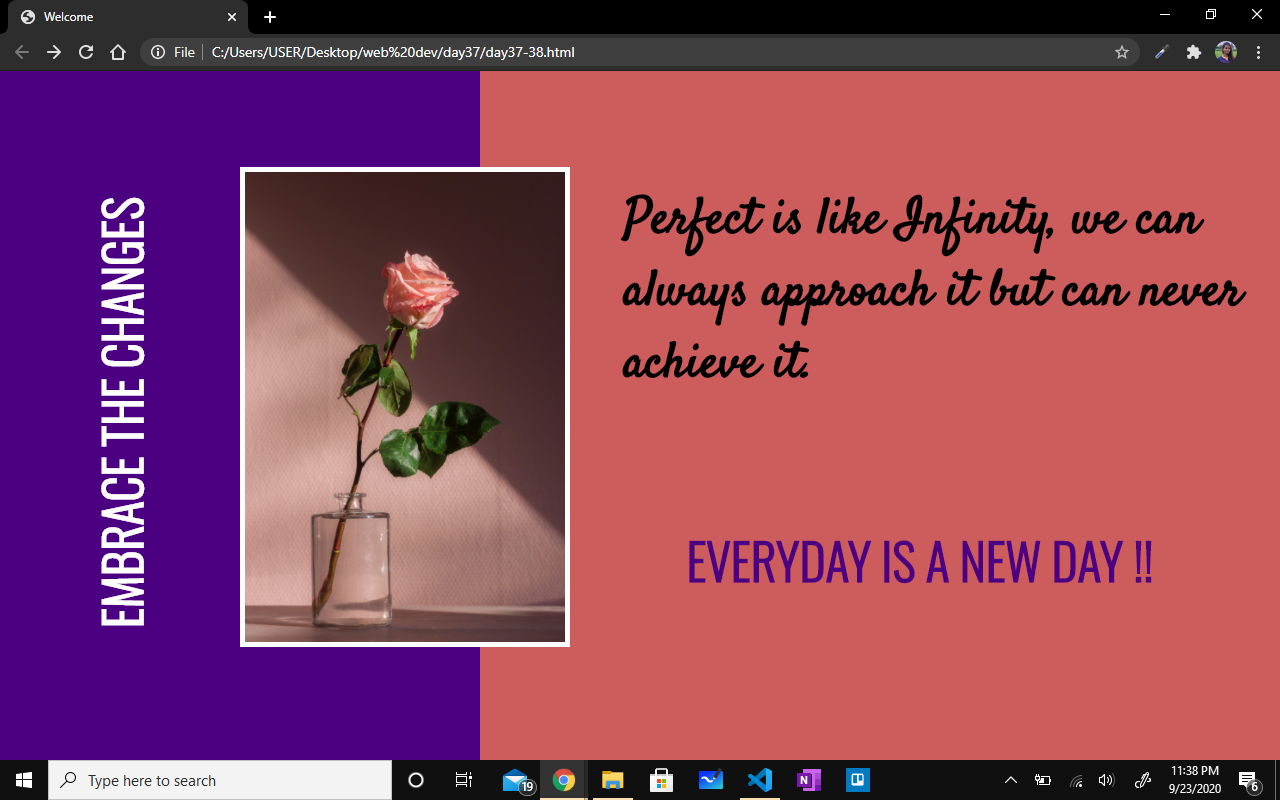 Welcome
File
C:/Users/USER/Desktop/web%20dev/day37/day37-38.html
EMBRACE THE CHANGES
Perfect is like Infinity, we can
always approach it but can never
achieve it.
EVERYDAY IS A NEW DAY !!
Type here to search
19
N
11:38 PM
9/23/2020
6